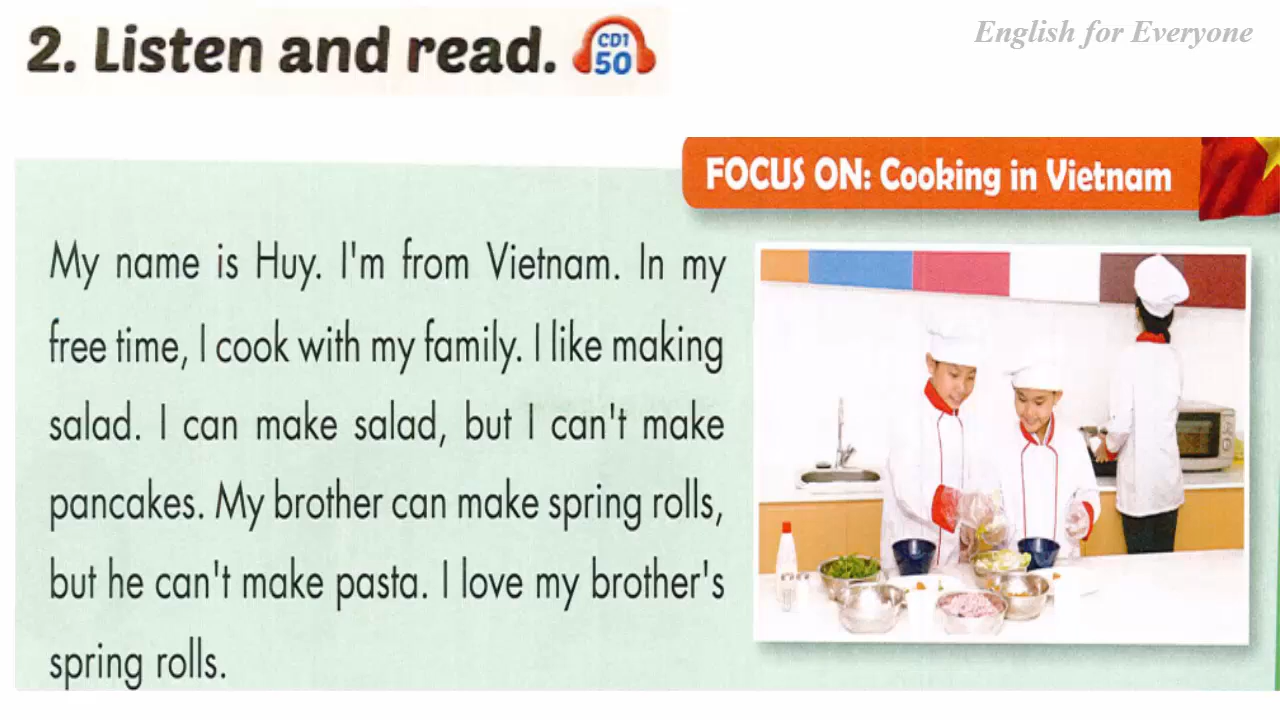 2. Listen and read.
CD1
50
English for Everyone
FOCUS ON: Cooking in Vietnam
My name is Huy. I'm from Vietnam. In my
free time, I cook with my family. I like making
salad. I can make salad, but I can't make
pancakes. My brother can make spring rolls,
but he can't make pasta. I love my brother's
spring rolls.